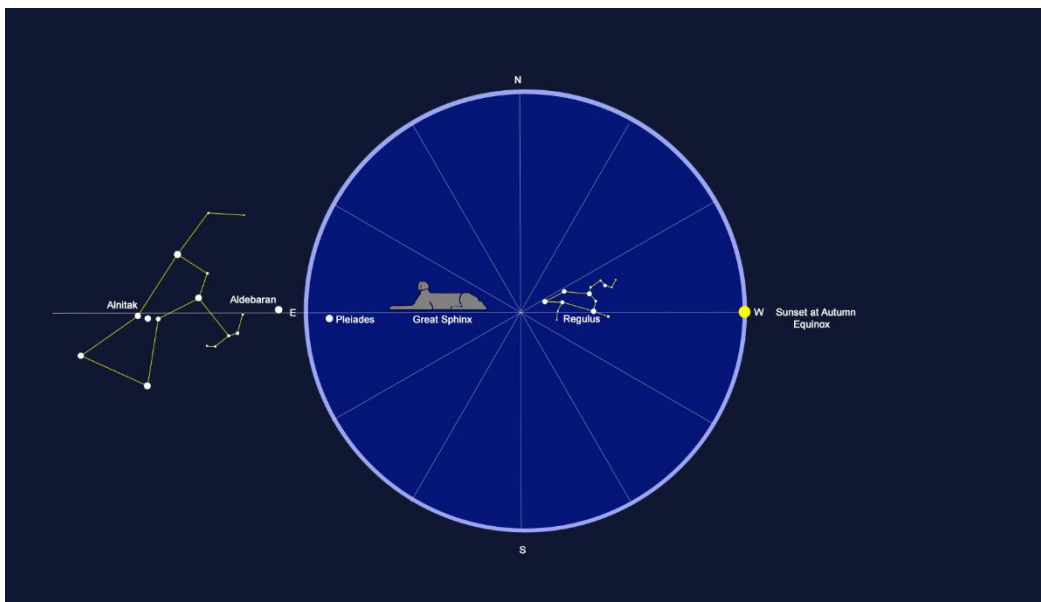 N
Alnitak
Aldebaran
E
Pleiades
Great Sphinx
Regulus
W
Sunset at Autumn
Equinox
S